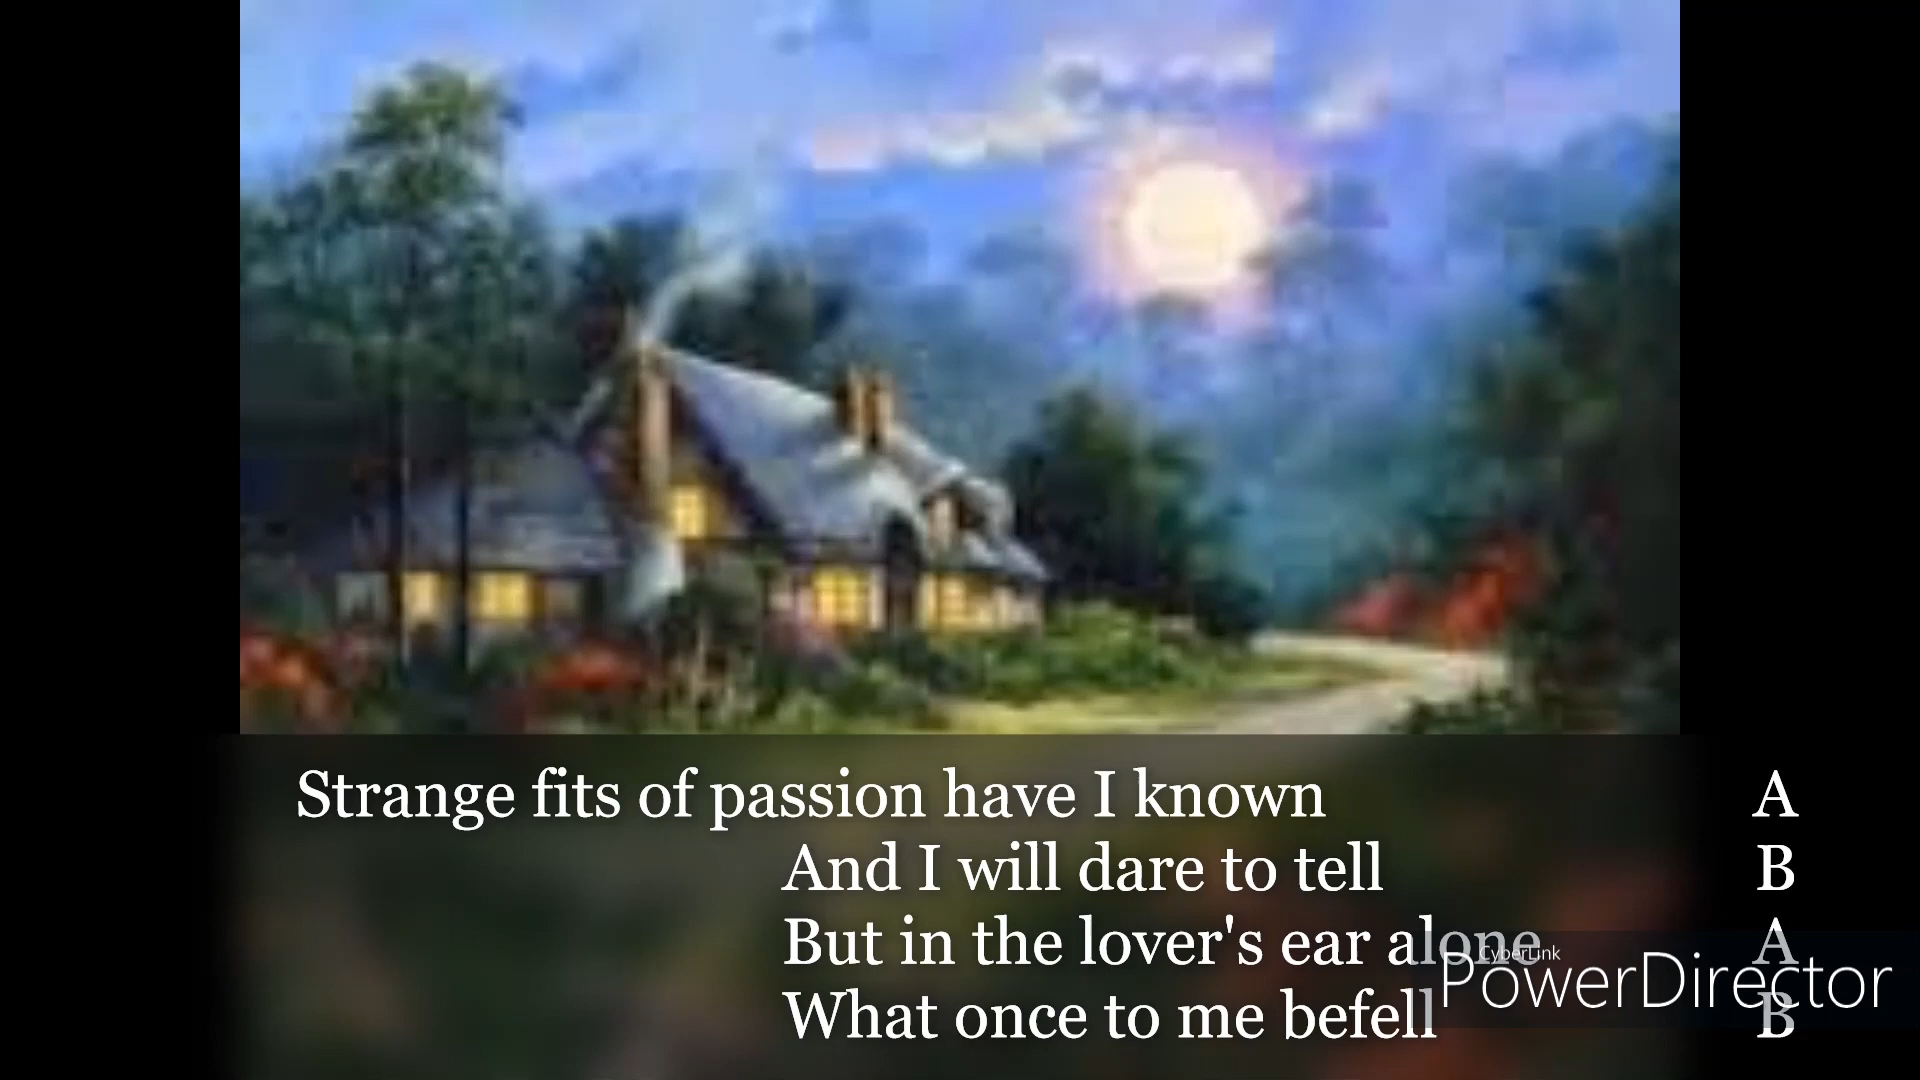 Strange fits of passion have I known A
And I will dare to tell B
But in the lover's ear alone A
What once to me befell B
CyberLink
PowerDirector